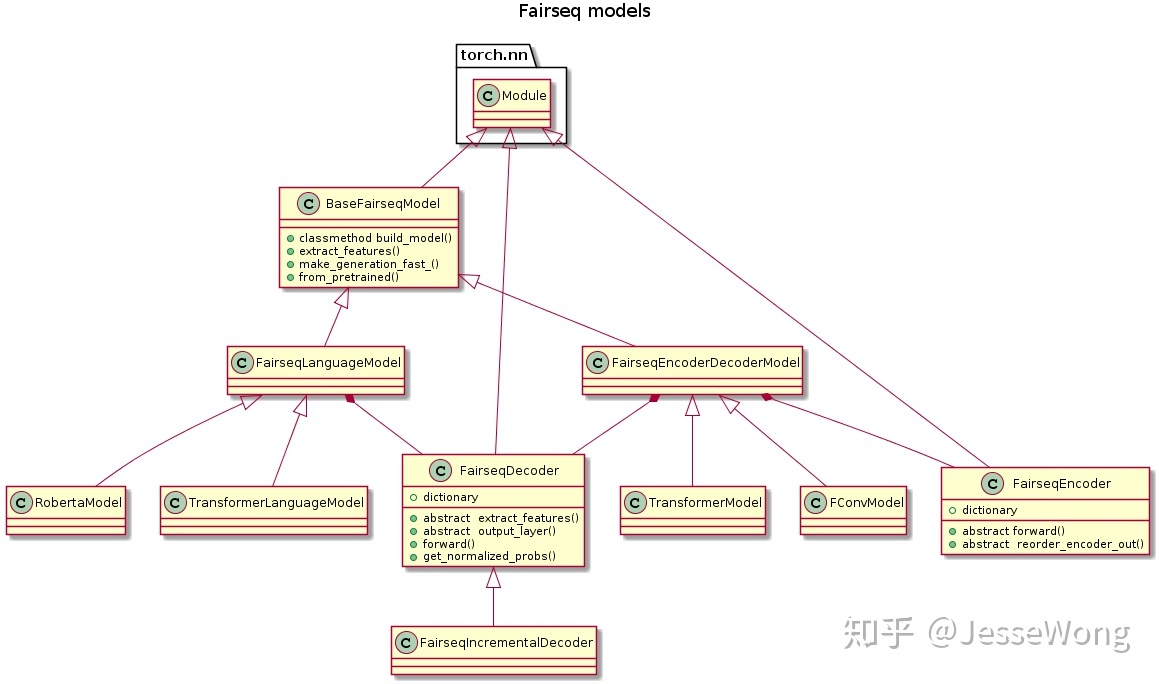 Fairseq models
torch.nn
C Module
C BaseFairseqModel
classmethod build_model()
extract_features()
make_generation_fast_()
from_pretrained()
C FairseqLanguageModel
C FairseqEncoderDecoderModel
C RobertaModel
C TransformerLanguageModel
C FairseqDecoder
dictionary
abstract extract_features()
abstract output_layer()
forward()
get_normalized_probs()
C TransformerModel
C FConvModel
C FairseqEncoder
dictionary
abstract forward()
abstract reorder_encoder_out()
C FairseqIncrementalDecoder
知乎 @JesseWong